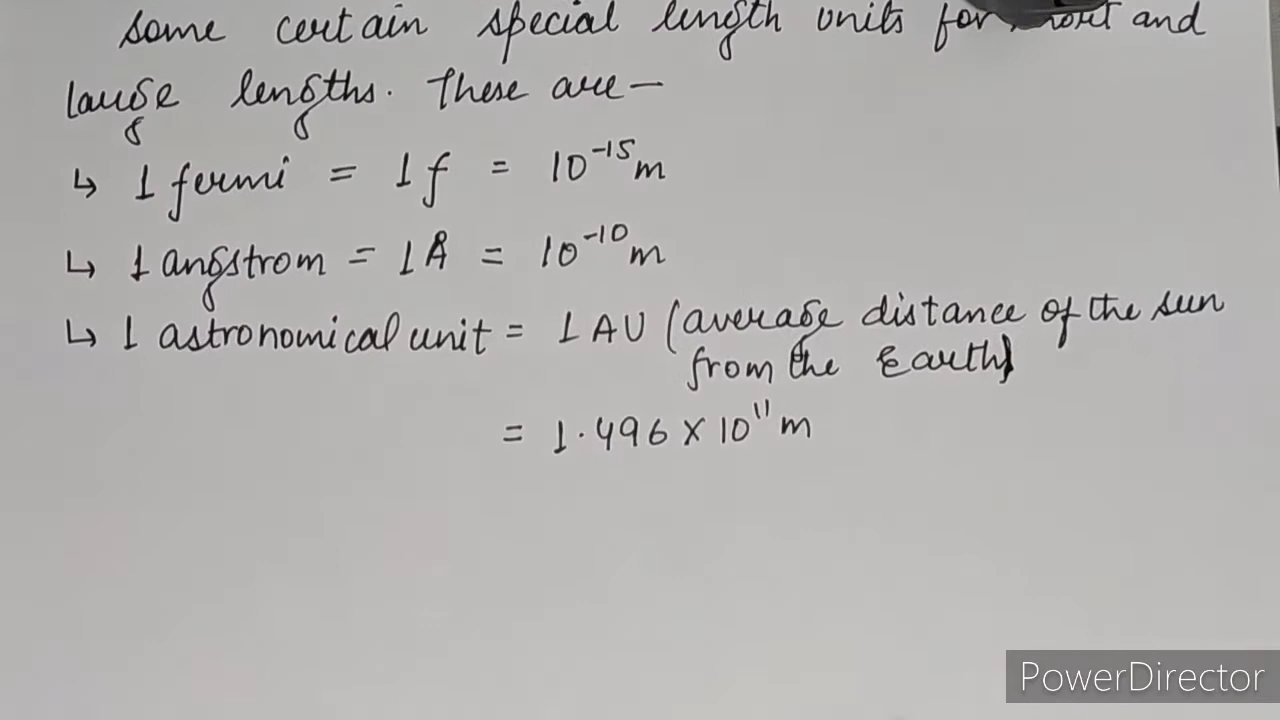 some certain special length units for short and
large lengths. These are —
↳ 1 fermi = 1 f = 10⁻¹⁵ m
↳ 1 angstrom = 1 Å = 10⁻¹⁰ m
↳ 1 astronomical unit = 1 AU (average distance of the sun
from the Earth)
= 1.496 × 10¹¹ m
PowerDirector